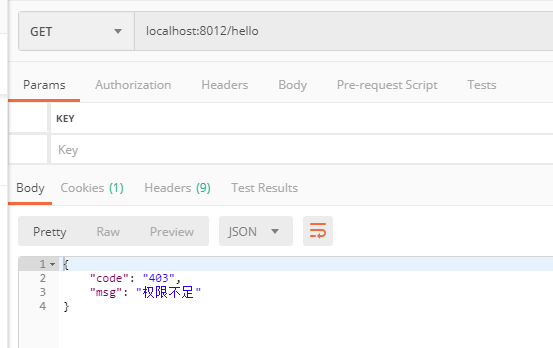 GET localhost:8012/hello
Params Authorization Headers Body Pre-request Script Tests
KEY
Key
Body Cookies (1) Headers (9) Test Results
Pretty Raw Preview JSON
1 {
2 "code": "403",
3 "msg": "权限不足"
4 }